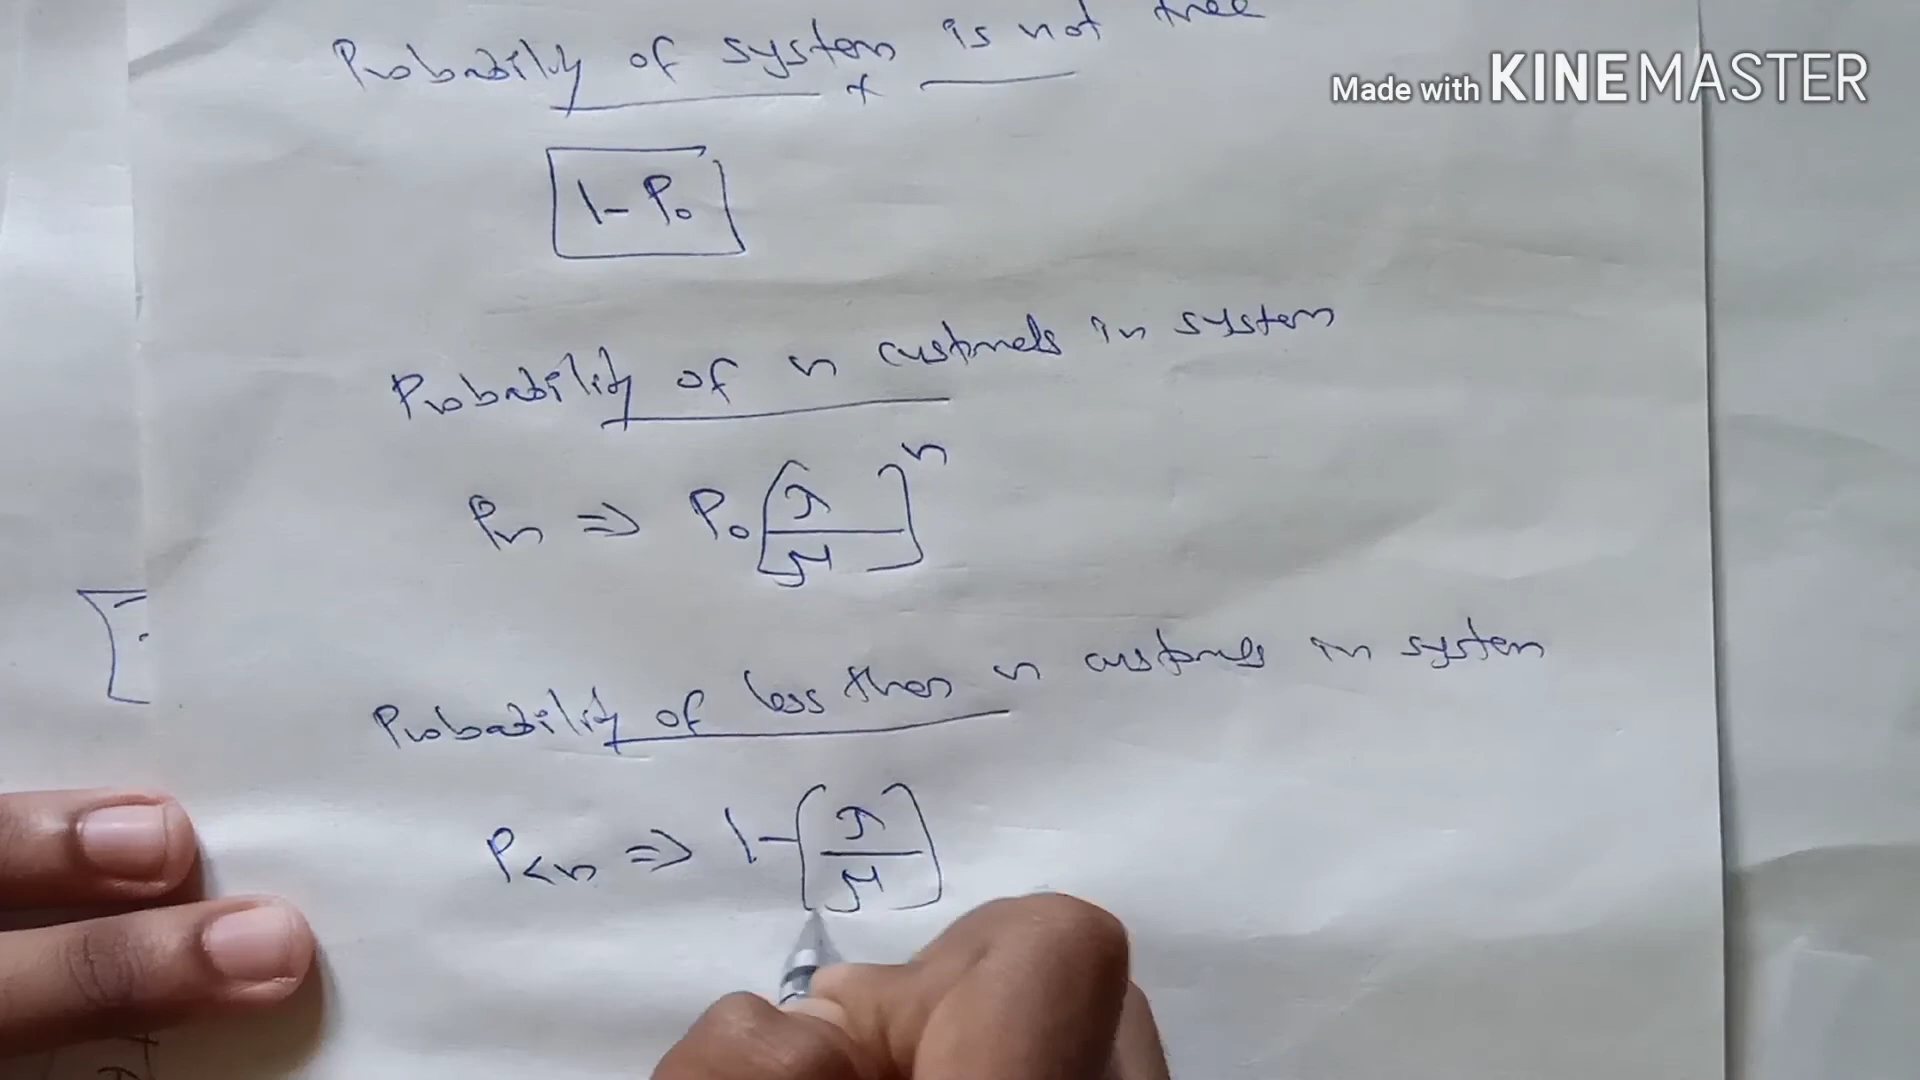 Probability of system is not free
Made with KINEMASTER
1 - P₀
Probability of n customers in system
Pn ⇒ P₀ [λ/μ]ⁿ
Probability of less than n customers in system
P<n ⇒ 1 - [λ/μ]